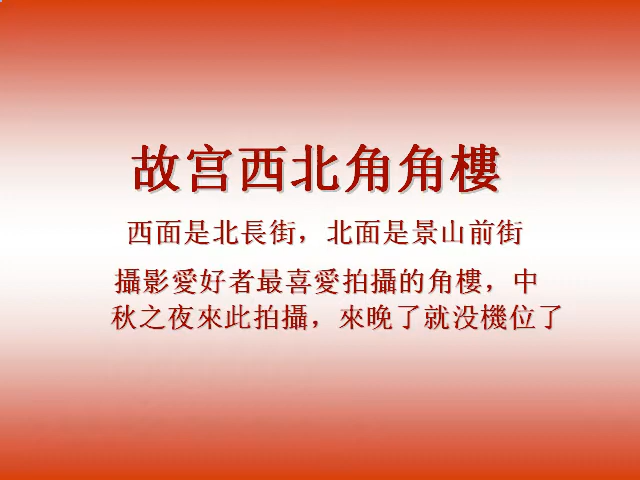 故宫西北角角樓
西面是北長街，北面是景山前街
攝影愛好者最喜愛拍攝的角樓，中
秋之夜來此拍攝，來晚了就没機位了